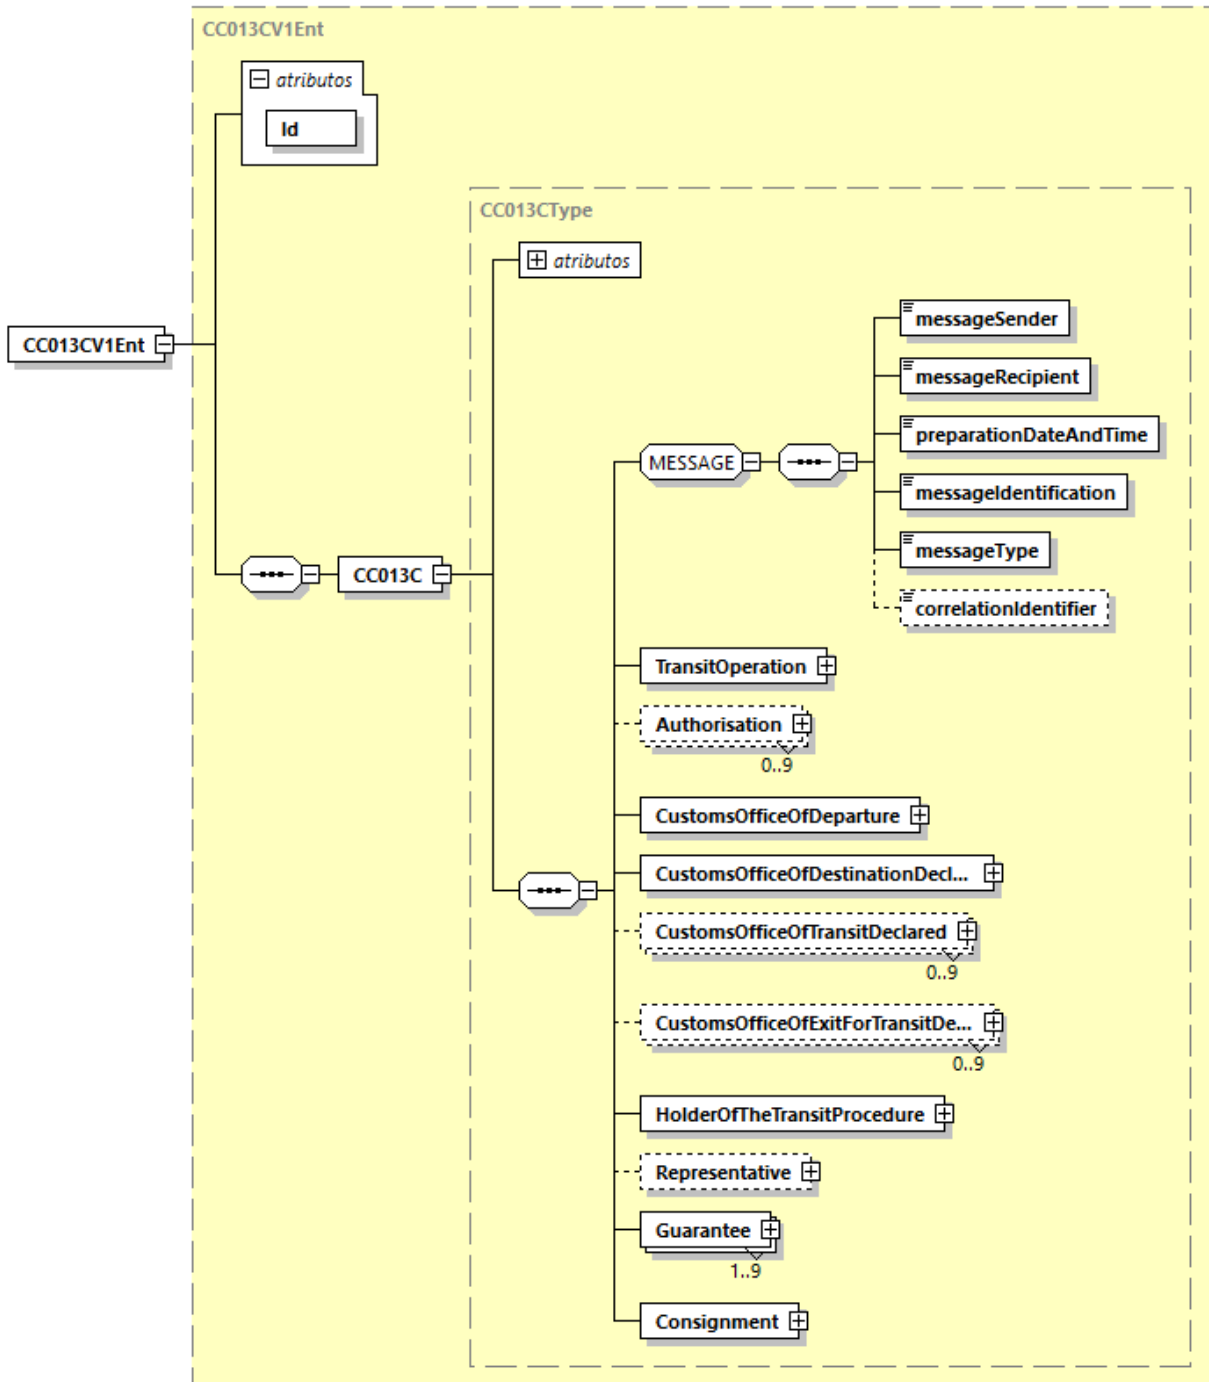 CC013CV1Ent
atributos
Id
CC013CType
atributos
CC013CV1Ent
messageSender
messageRecipient
preparationDateAndTime
MESSAGE
messageIdentification
messageType
CC013C
correlationIdentifier
TransitOperation
Authorisation
0..9
CustomsOfficeOfDeparture
CustomsOfficeOfDestinationDecl...
CustomsOfficeOfTransitDeclared
0..9
CustomsOfficeOfExitForTransitDe...
0..9
HolderOfTheTransitProcedure
Representative
Guarantee
1..9
Consignment